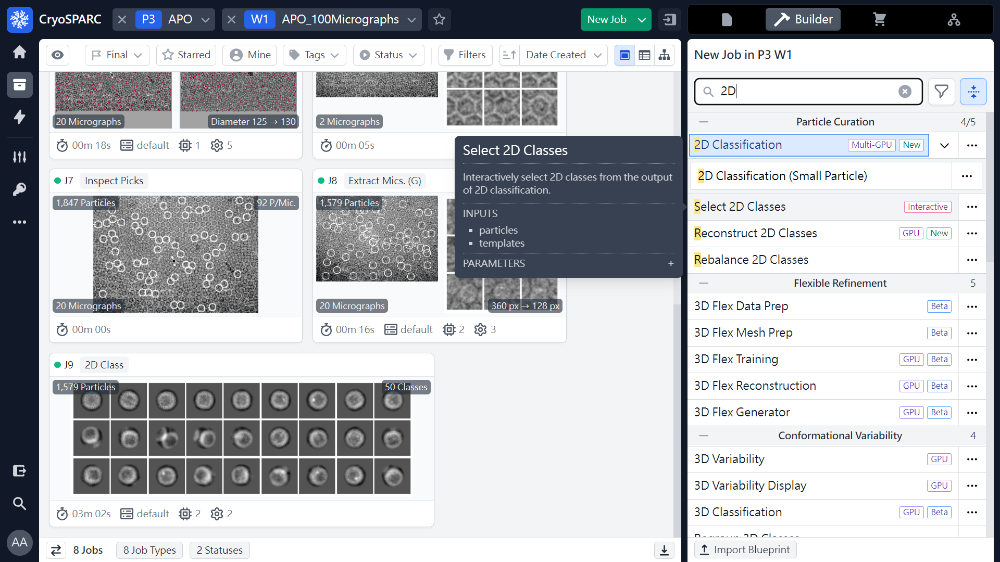 CryoSPARC
P3 APO
W1 APO_100Micrographs
New Job
Builder
Final
Starred
Mine
Tags
Status
Filters
Date Created
20 Micrographs
Diameter 125 → 130
00m 18s default 1 5
2 Micrographs
00m 05s
J7 Inspect Picks
1,847 Particles
92 P/Mic.
20 Micrographs
00m 00s
J8 Extract Mics. (G)
1,579 Particles
20 Micrographs
360 px → 128 px
00m 16s default 2 3
J9 2D Class
1,579 Particles
50 Classes
03m 02s default 2 2
Select 2D Classes
Interactively select 2D classes from the output
of 2D classification.
INPUTS
particles
templates
PARAMETERS +
8 Jobs
8 Job Types
2 Statuses
AA
New Job in P3 W1
2D
Particle Curation 4/5
2D Classification Multi-GPU New
2D Classification (Small Particle)
Select 2D Classes Interactive
Reconstruct 2D Classes GPU New
Rebalance 2D Classes
Flexible Refinement 5
3D Flex Data Prep Beta
3D Flex Mesh Prep Beta
3D Flex Training GPU Beta
3D Flex Reconstruction GPU Beta
3D Flex Generator GPU Beta
Conformational Variability 4
3D Variability GPU
3D Variability Display GPU
3D Classification GPU Beta
Import Blueprint